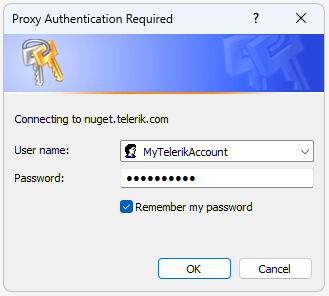 Proxy Authentication Required ?
Connecting to nuget.telerik.com
User name: MyTelerikAccount
Password: ••••••••••
Remember my password
OK Cancel